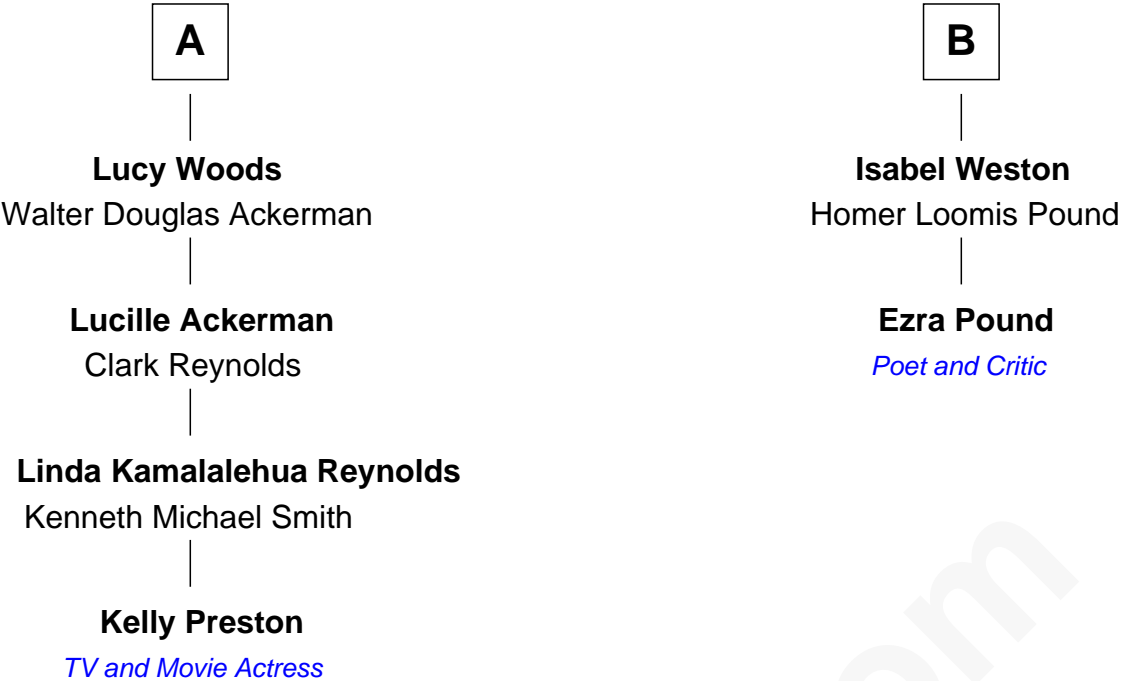 A
Lucy Woods
Walter Douglas Ackerman
Lucille Ackerman
Clark Reynolds
Linda Kamalalehua Reynolds
Kenneth Michael Smith
Kelly Preston
TV and Movie Actress
B
Isabel Weston
Homer Loomis Pound
Ezra Pound
Poet and Critic
om